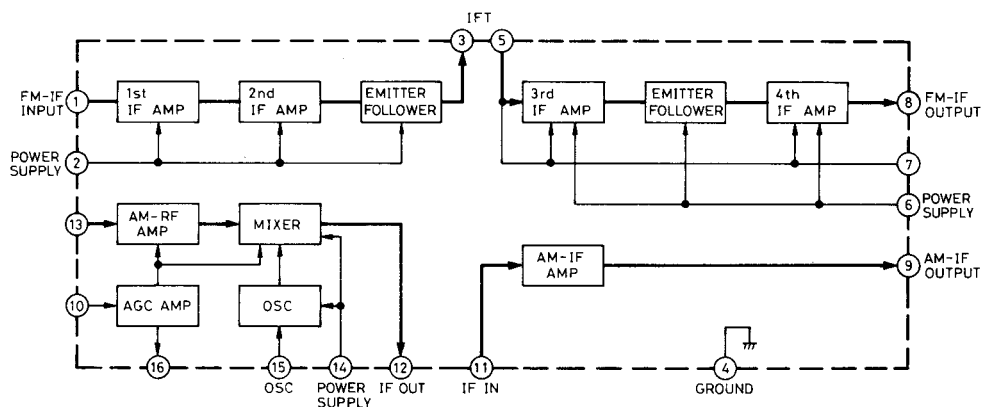 IFT
3
5
FM-IF
INPUT
1
1st
IF AMP
2nd
IF AMP
EMITTER
FOLLOWER
3rd
IF AMP
EMITTER
FOLLOWER
4th
IF AMP
8
FM-IF
OUTPUT
POWER
SUPPLY
2
7
6
POWER
SUPPLY
13
AM-RF
AMP
MIXER
AM-IF
AMP
9
AM-IF
OUTPUT
10
AGC AMP
OSC
16
15
OSC
14
POWER
SUPPLY
12
IF OUT
11
IF IN
4
GROUND